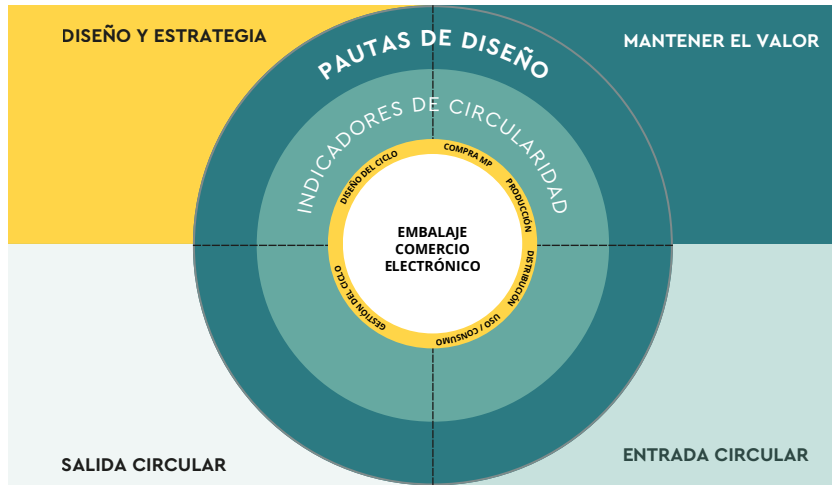 DISEÑO Y ESTRATEGIA
MANTENER EL VALOR
PAUTAS DE DISEÑO
INDICADORES DE CIRCULARIDAD
DISEÑO DEL CICLO
COMPRA MP
PRODUCCIÓN
DISTRIBUCIÓN
USO / CONSUMO
GESTIÓN DEL CICLO
EMBALAJE
COMERCIO
ELECTRÓNICO
SALIDA CIRCULAR
ENTRADA CIRCULAR